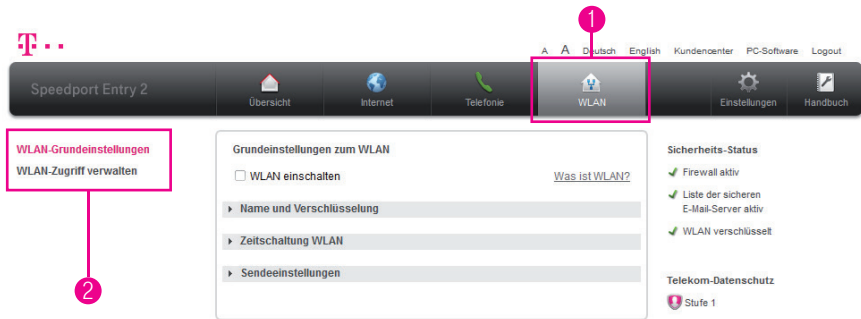 1
T
A A Deutsch English Kundencenter PC-Software Logout
Speedport Entry 2
Übersicht
Internet
Telefonie
WLAN
Einstellungen
Handbuch
WLAN-Grundeinstellungen
WLAN-Zugriff verwalten
2
Grundeinstellungen zum WLAN
WLAN einschalten
Was ist WLAN?
Name und Verschlüsselung
Zeitschaltung WLAN
Sendeeinstellungen
Sicherheits-Status
Firewall aktiv
Liste der sicheren
E-Mail-Server aktiv
WLAN verschlüsselt
Telekom-Datenschutz
Stufe 1